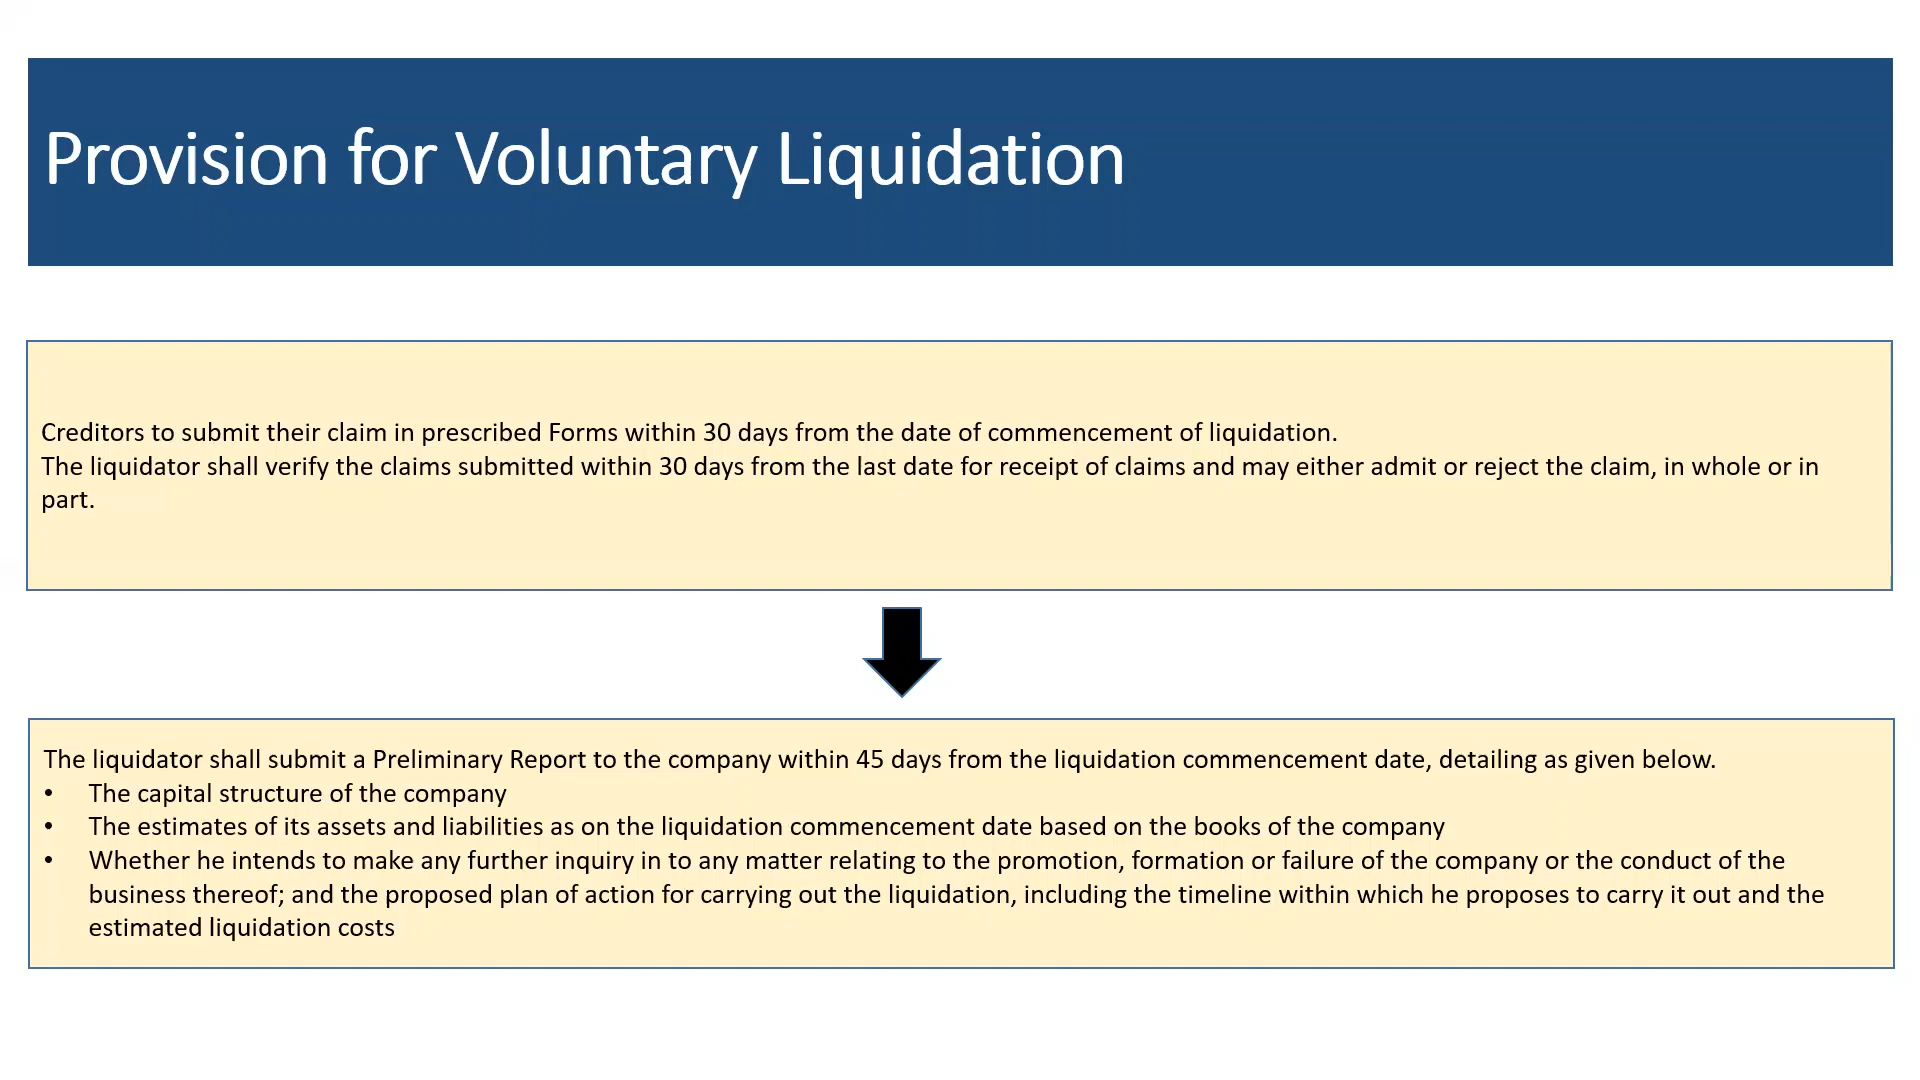 Provision for Voluntary Liquidation
Creditors to submit their claim in prescribed Forms within 30 days from the date of commencement of liquidation.
The liquidator shall verify the claims submitted within 30 days from the last date for receipt of claims and may either admit or reject the claim, in whole or in
part.
The liquidator shall submit a Preliminary Report to the company within 45 days from the liquidation commencement date, detailing as given below.
• The capital structure of the company
• The estimates of its assets and liabilities as on the liquidation commencement date based on the books of the company
• Whether he intends to make any further inquiry in to any matter relating to the promotion, formation or failure of the company or the conduct of the
business thereof; and the proposed plan of action for carrying out the liquidation, including the timeline within which he proposes to carry it out and the
estimated liquidation costs